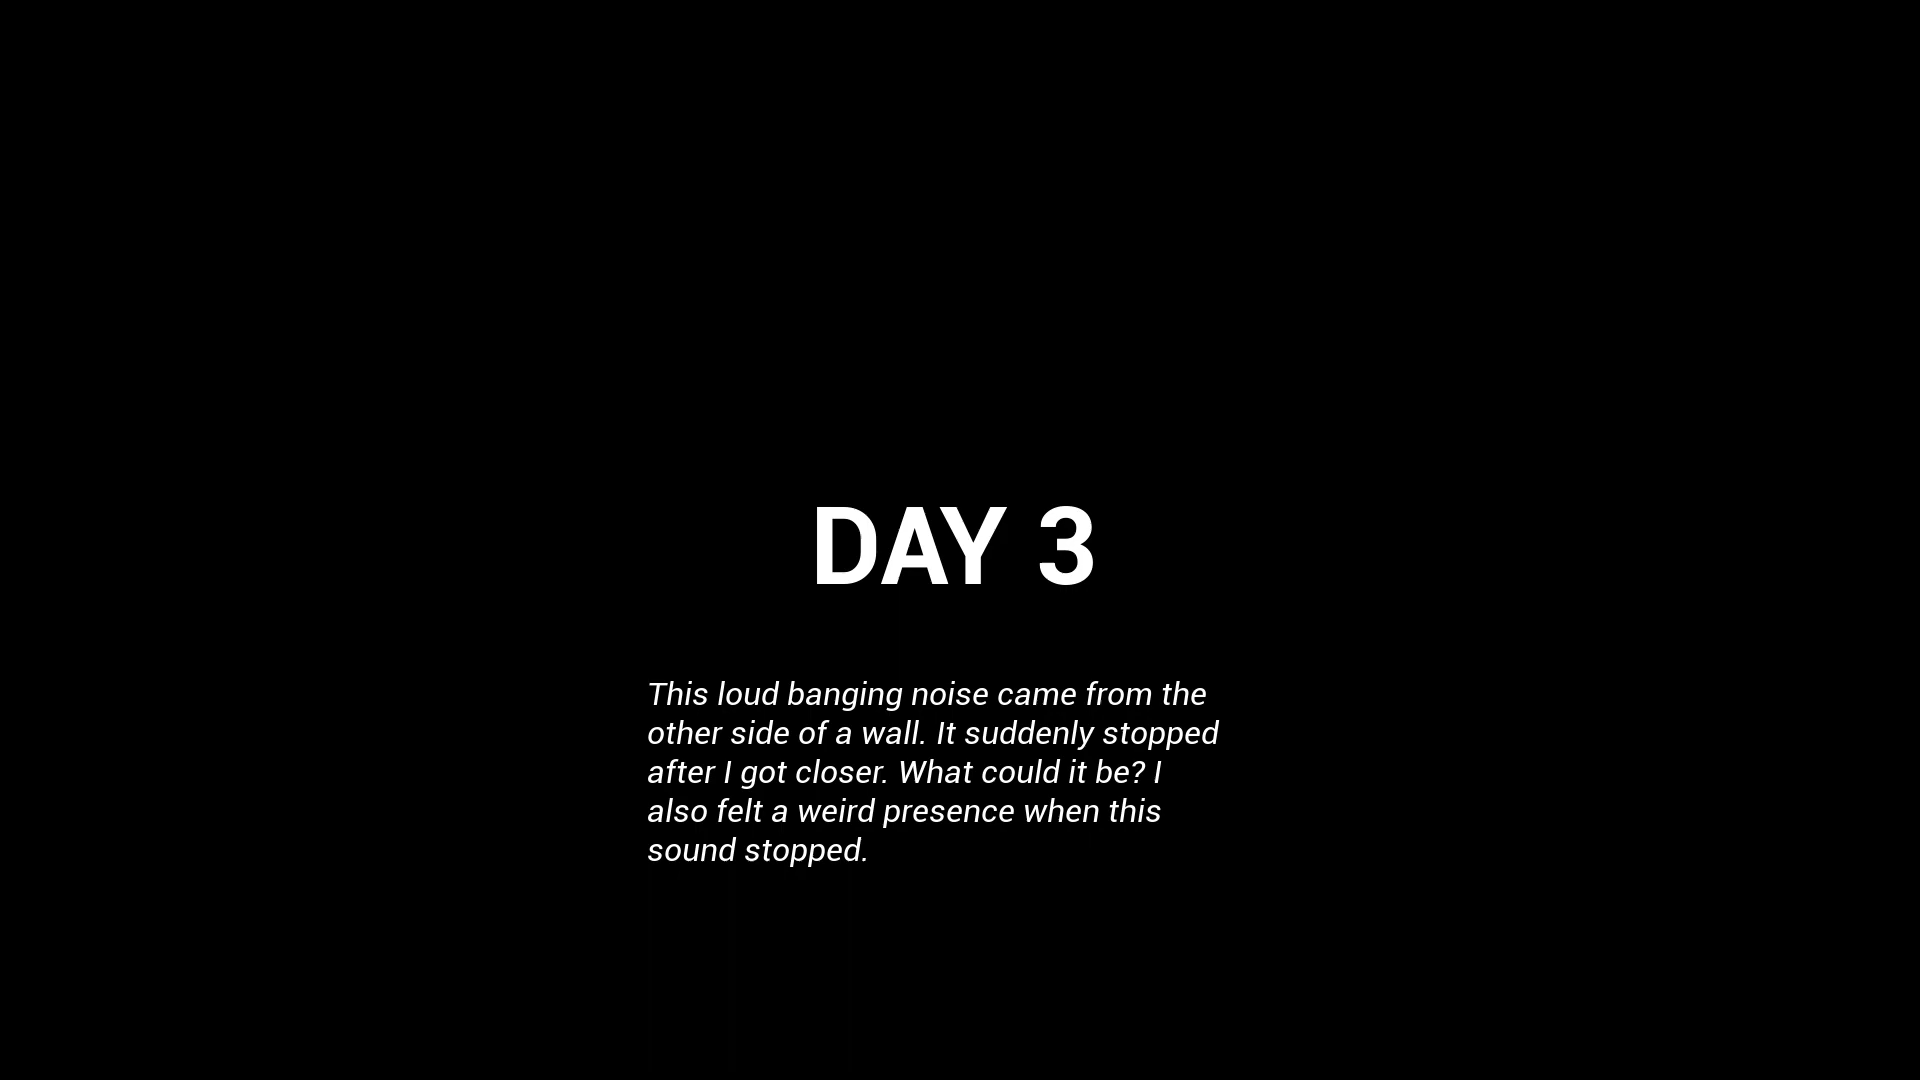 DAY 3
This loud banging noise came from the
other side of a wall. It suddenly stopped
after I got closer. What could it be? I
also felt a weird presence when this
sound stopped.